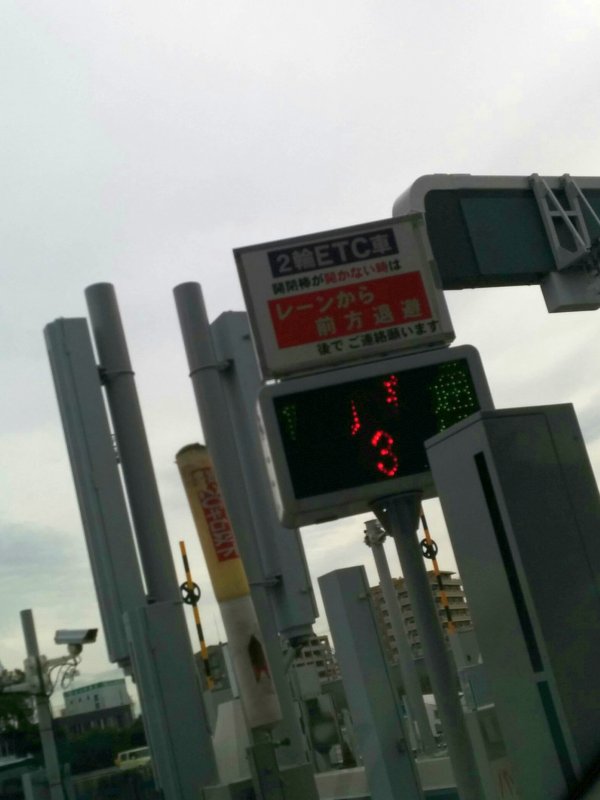 2輪ETC車
開閉棒が開かない時は
レーンから
前方退避
後でご連絡願います
3